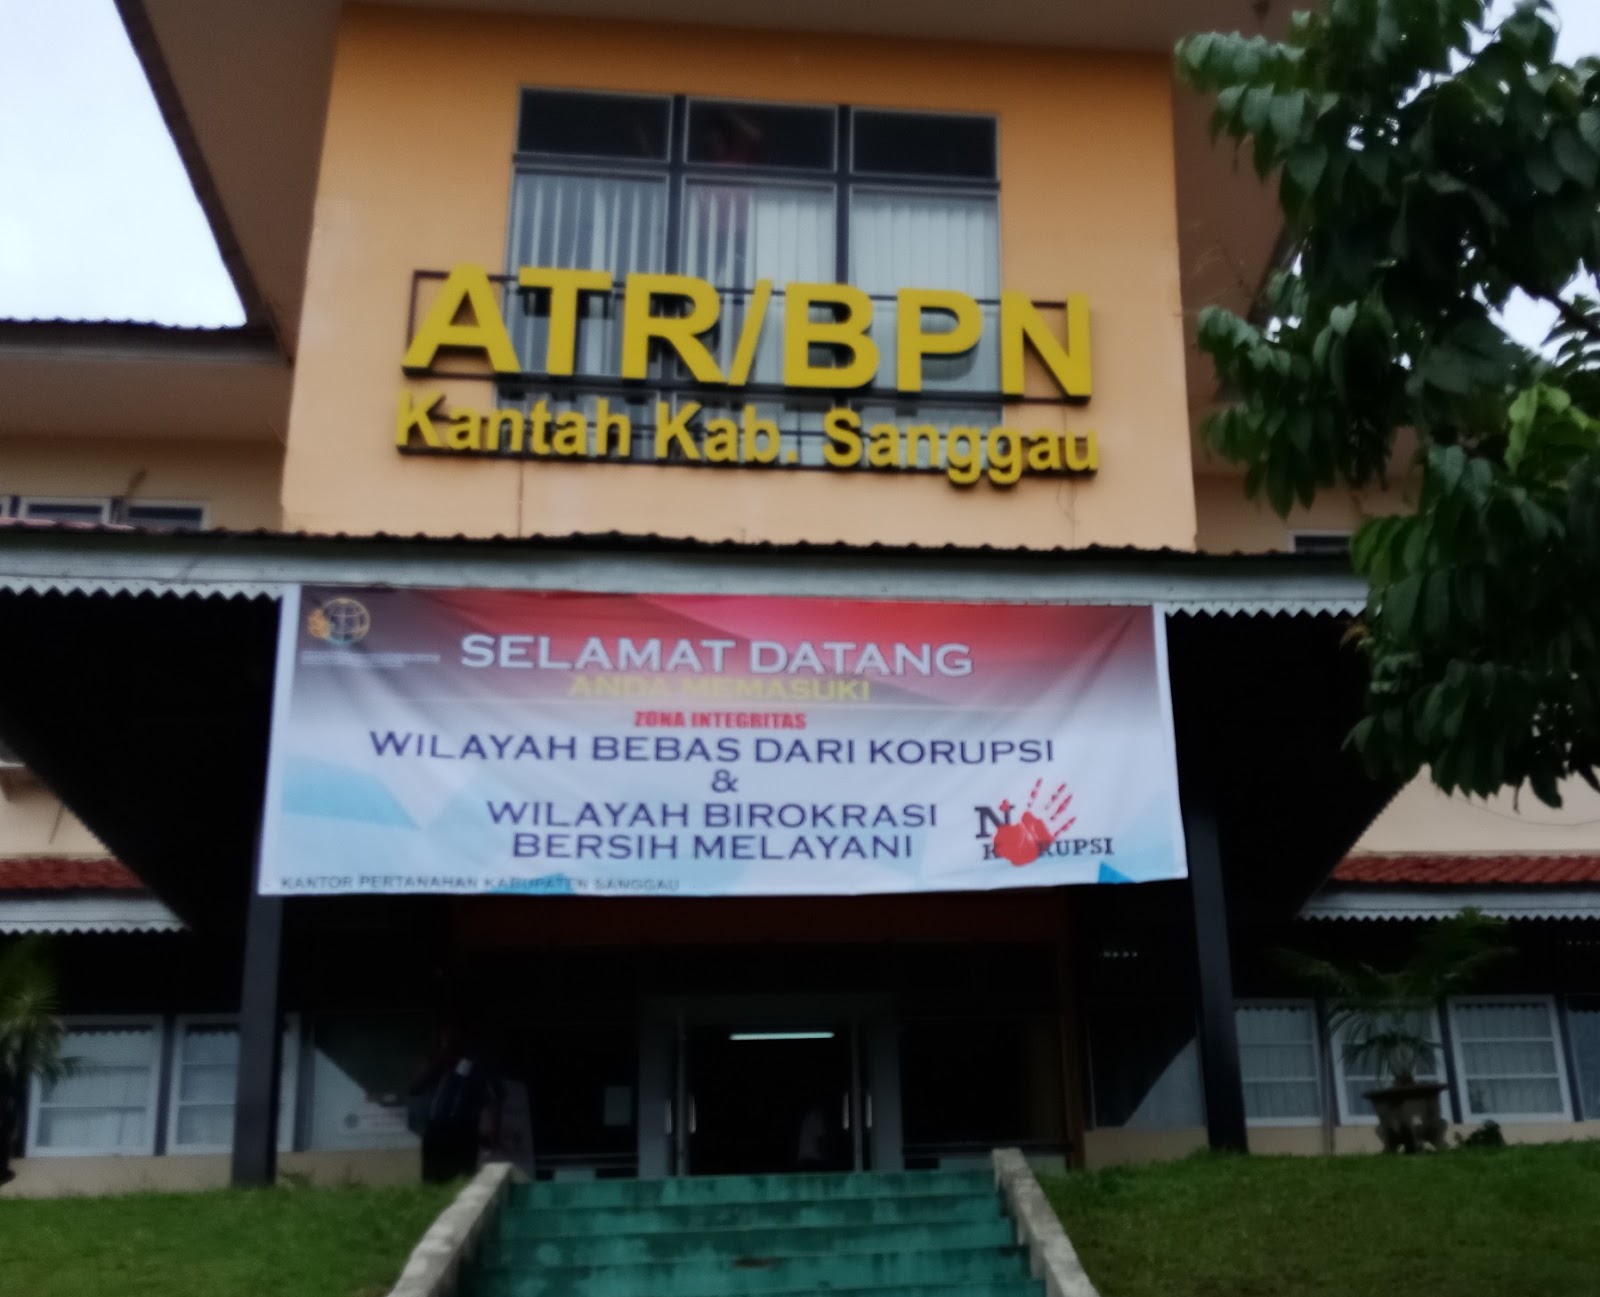 ATR/BPN
Kantah Kab. Sanggau
SELAMAT DATANG
ANDA MEMASUKI
ZONA INTEGRITAS
WILAYAH BEBAS DARI KORUPSI
&
WILAYAH BIROKRASI
BERSIH MELAYANI
N
KORUPSI
KANTOR PERTANAHAN KABUPATEN SANGGAU